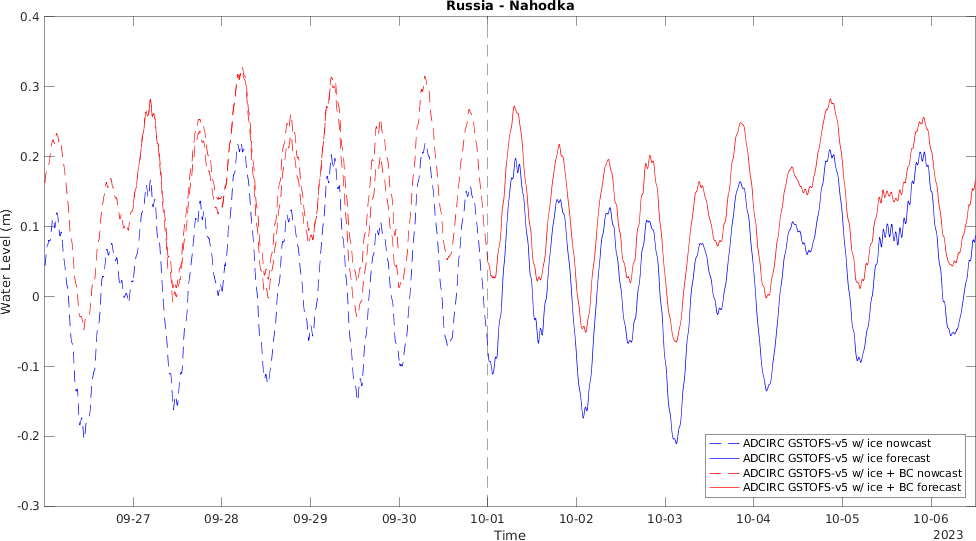 Russia - Nahodka
0.4
0.3
0.2
0.1
0
-0.1
-0.2
-0.3
Water Level (m)
ADCIRC GSTOFS-v5 w/ ice nowcast
ADCIRC GSTOFS-v5 w/ ice forecast
ADCIRC GSTOFS-v5 w/ ice + BC nowcast
ADCIRC GSTOFS-v5 w/ ice + BC forecast
09-27 09-28 09-29 09-30 10-01 10-02 10-03 10-04 10-05 10-06
Time
2023